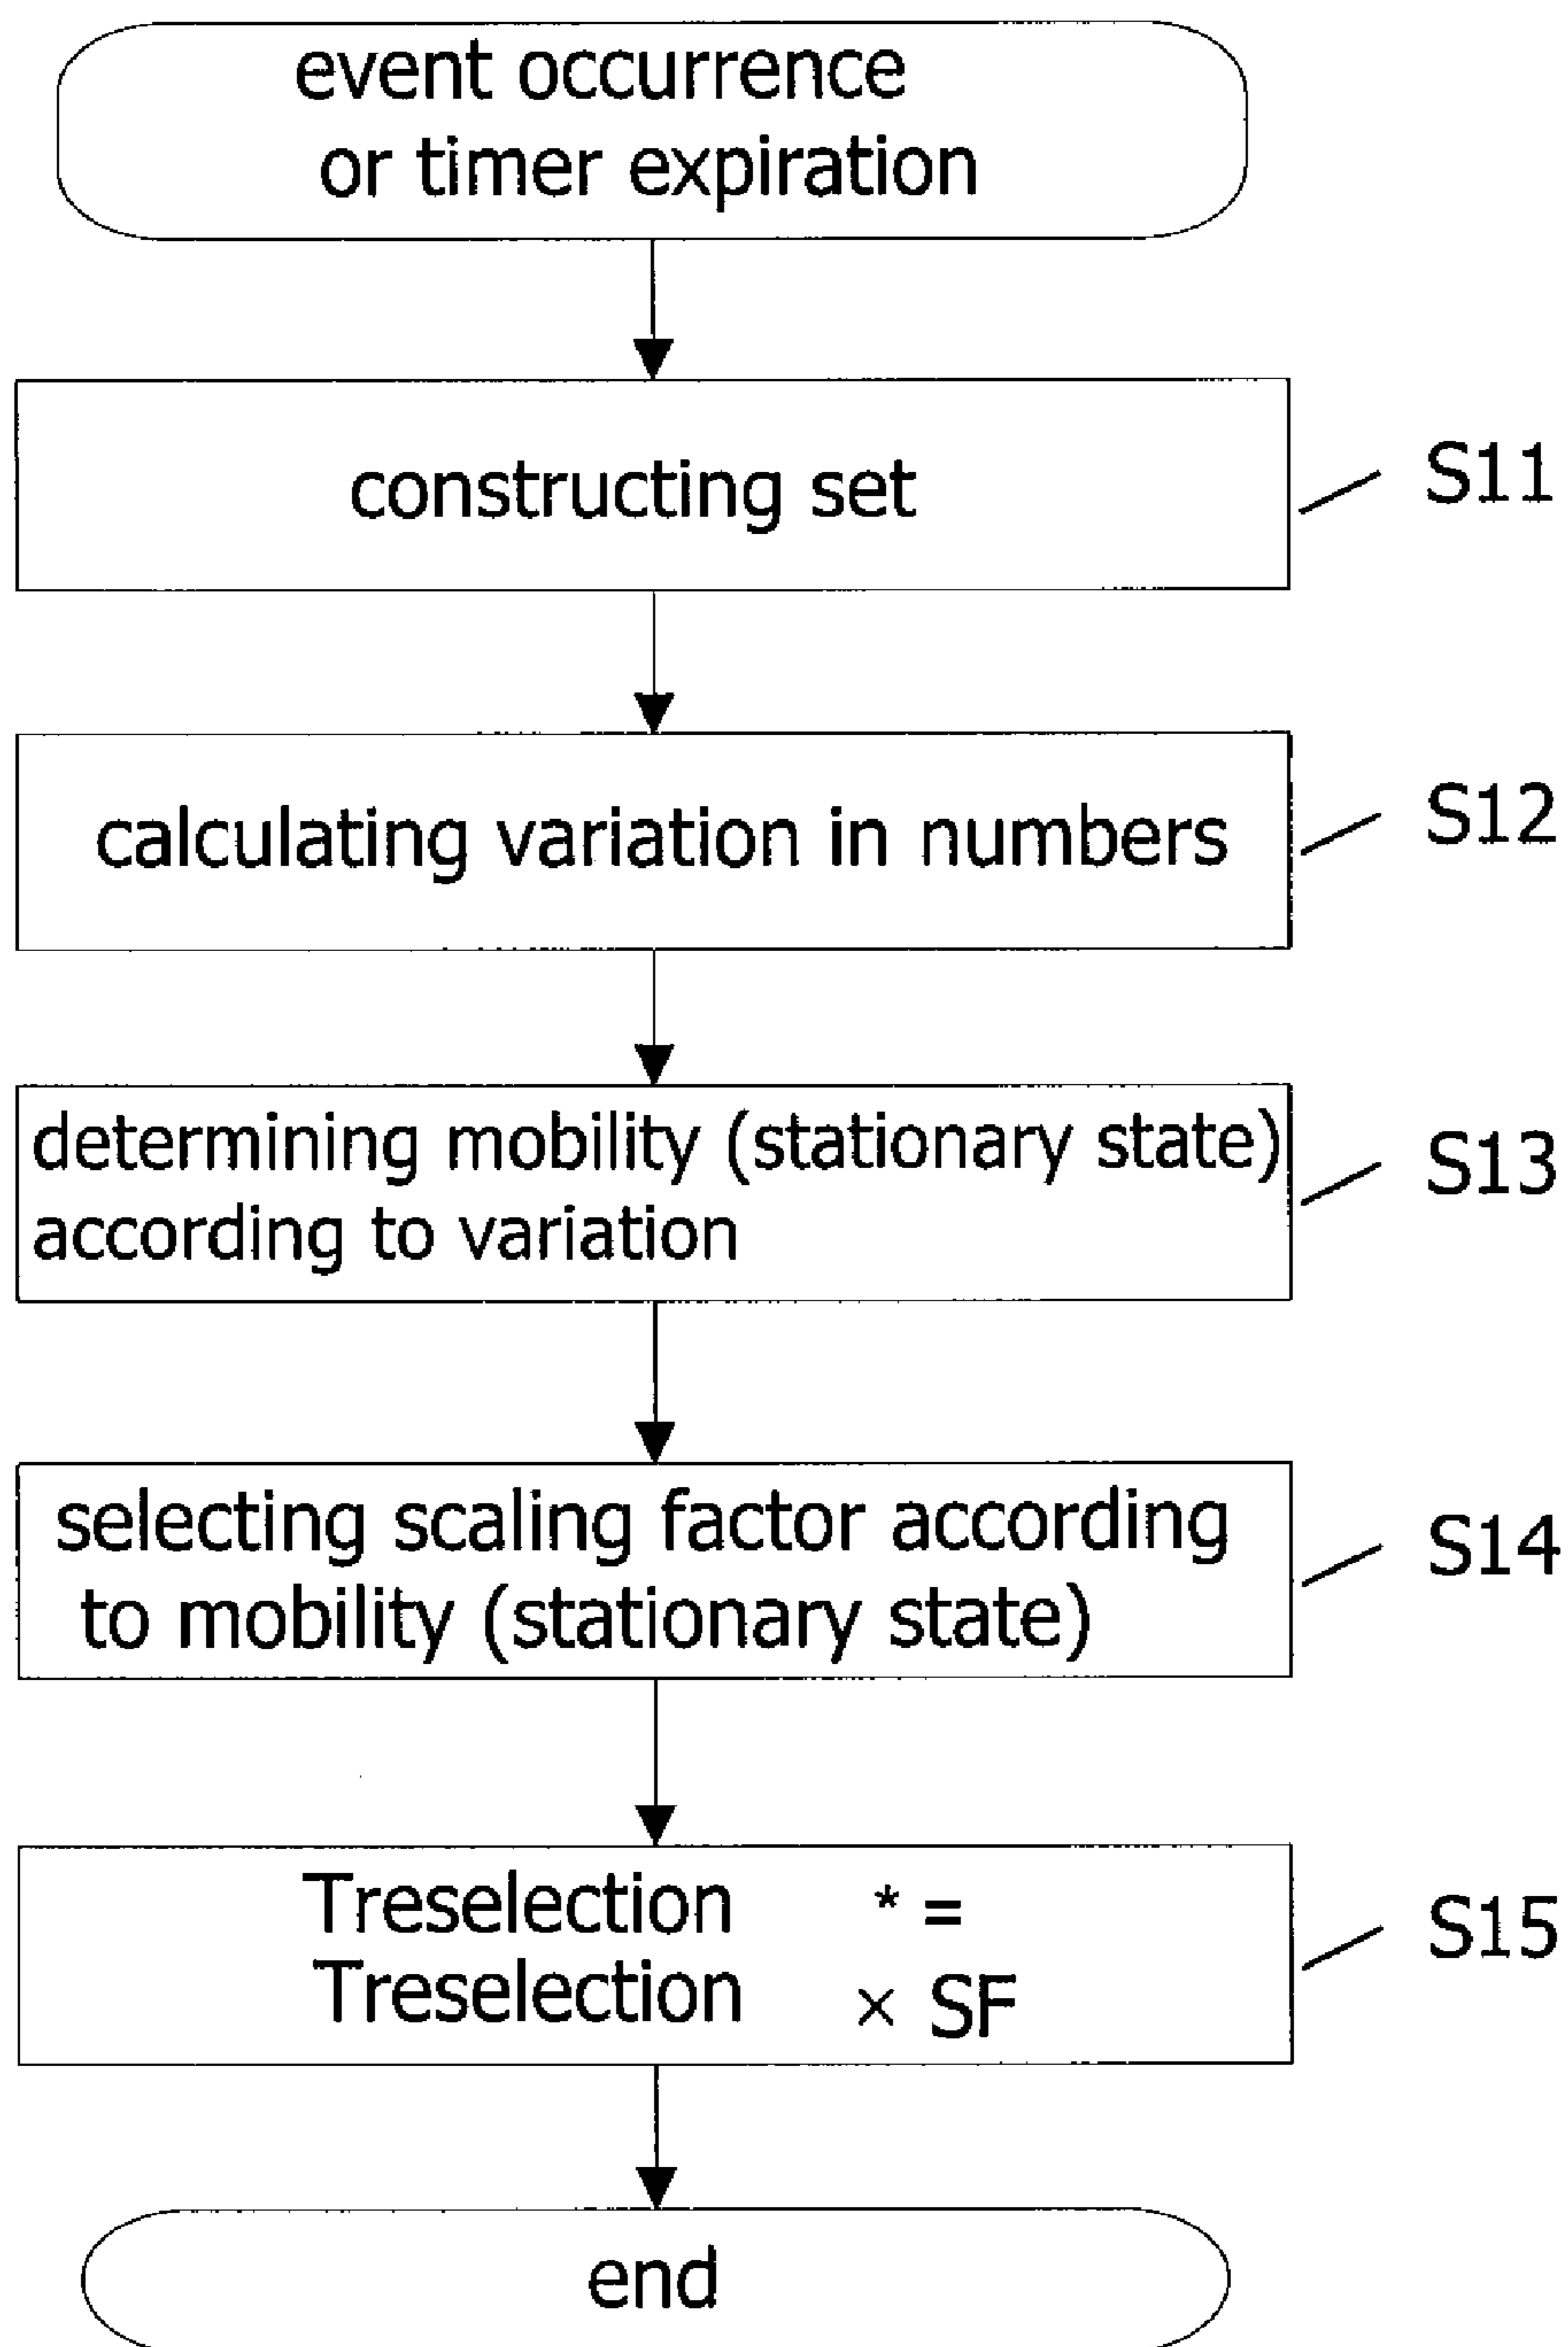 event occurrence
or timer expiration
constructing set
S11
calculating variation in numbers
S12
determining mobility (stationary state)
according to variation
S13
selecting scaling factor according
to mobility (stationary state)
S14
Treselection * =
Treselection × SF
S15
end